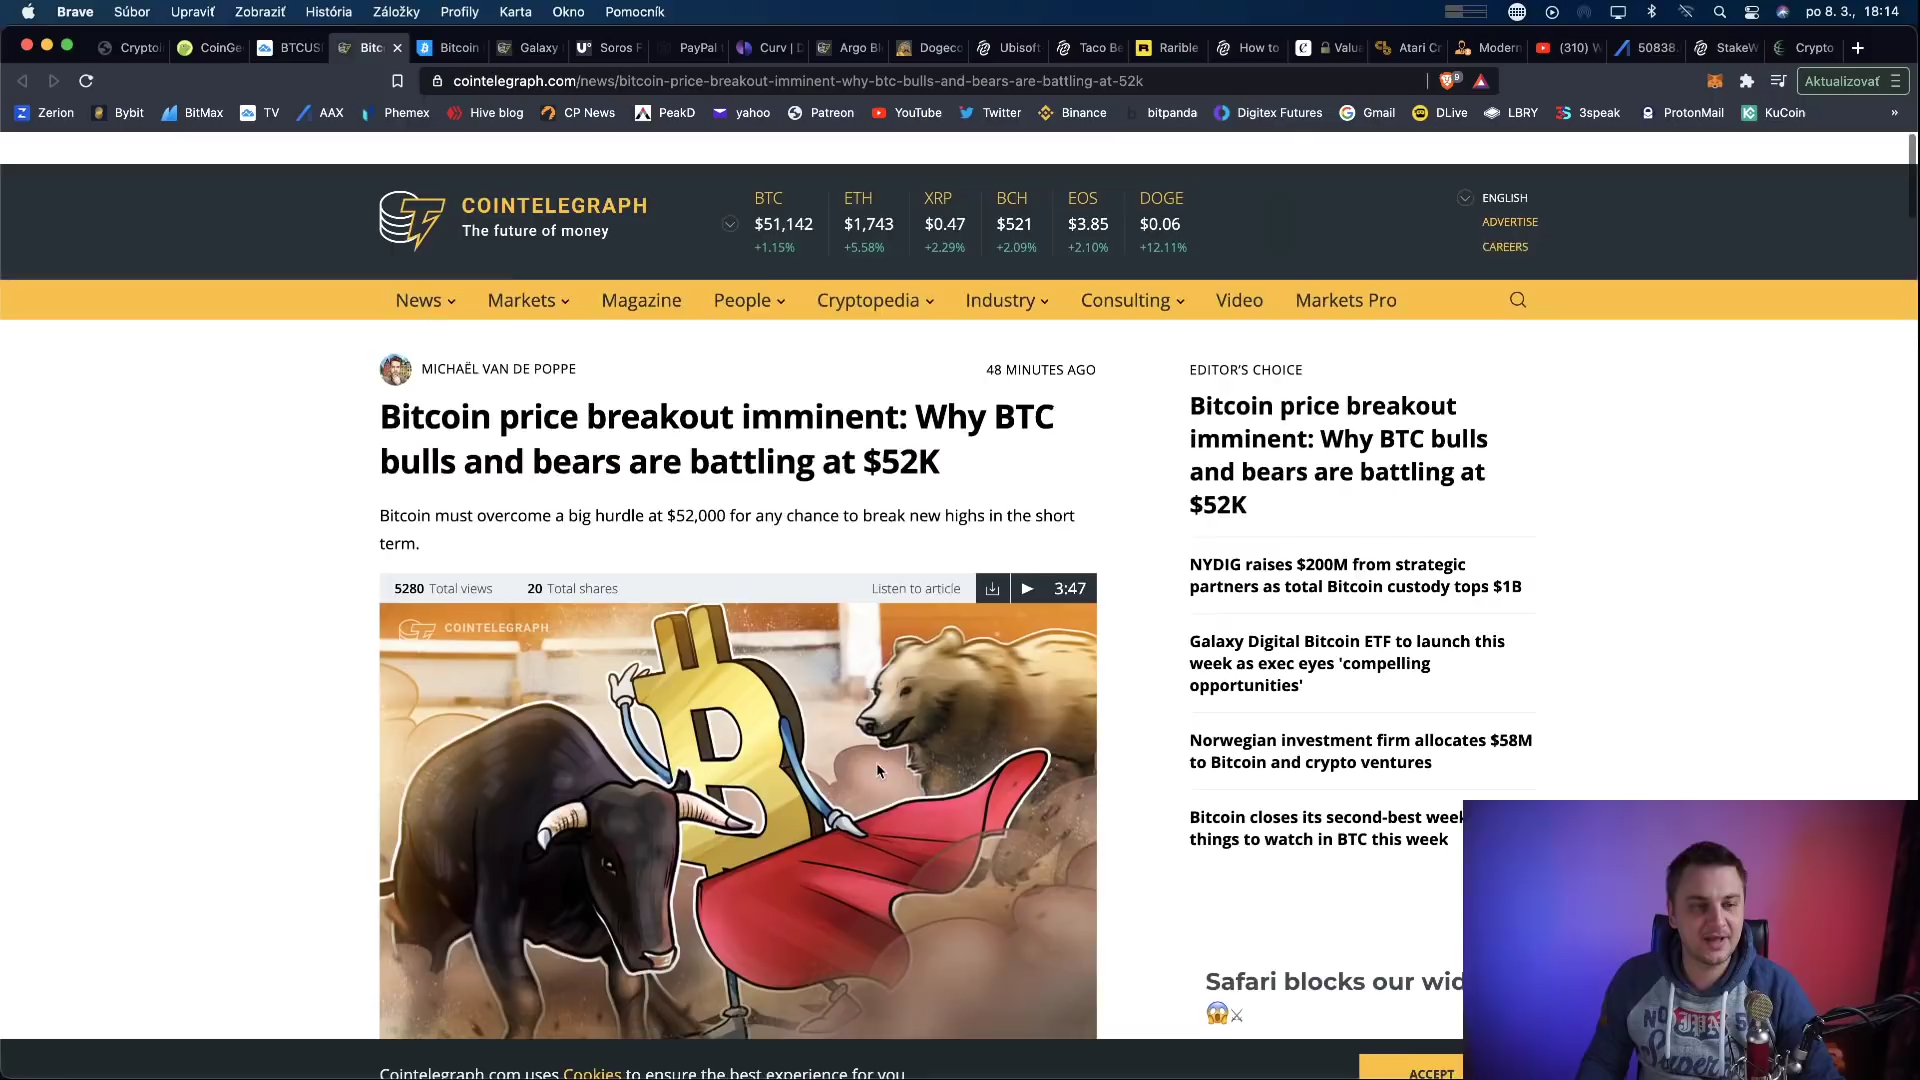 Brave Súbor Upraviť Zobraziť História Záložky Profily Karta Okno Pomocník po 8. 3., 18:14
CoinGe BTCUS Bitc Bitcoin Galaxy Soros F PayPal Curv | D Argo Bl Dogeco Ubisoft Taco Be Rarible How to Valua Atari Cr Modern (310) 50838. StakeW Crypto
cointelegraph.com/news/bitcoin-price-breakout-imminent-why-btc-bulls-and-bears-are-battling-at-52k
Aktualizovať
Zerion Bybit BitMax TV AAX Phemex Hive blog CP News PeakD yahoo Patreon YouTube Twitter Binance bitpanda Digitex Futures Gmail DLive LBRY 3speak ProtonMail KuCoin »
COINTELEGRAPH
The future of money
BTC ETH XRP BCH EOS DOGE
$51,142 $1,743 $0.47 $521 $3.85 $0.06
+1.15% +5.58% +2.29% +2.09% +2.10% +12.11%
ENGLISH
ADVERTISE
CAREERS
News Markets Magazine People Cryptopedia Industry Consulting Video Markets Pro
MICHAËL VAN DE POPPE
48 MINUTES AGO
Bitcoin price breakout imminent: Why BTC
bulls and bears are battling at $52K
Bitcoin must overcome a big hurdle at $52,000 for any chance to break new highs in the short
term.
5280 Total views 20 Total shares Listen to article 3:47
COINTELEGRAPH
EDITOR'S CHOICE
Bitcoin price breakout
imminent: Why BTC bulls
and bears are battling at
$52K
NYDIG raises $200M from strategic
partners as total Bitcoin custody tops $1B
Galaxy Digital Bitcoin ETF to launch this
week as exec eyes 'compelling
opportunities'
Norwegian investment firm allocates $58M
to Bitcoin and crypto ventures
Bitcoin closes its second-best week
things to watch in BTC this week
Safari blocks our wid
Cointelegraph.com uses Cookies to ensure the best experience for you
ACCEPT